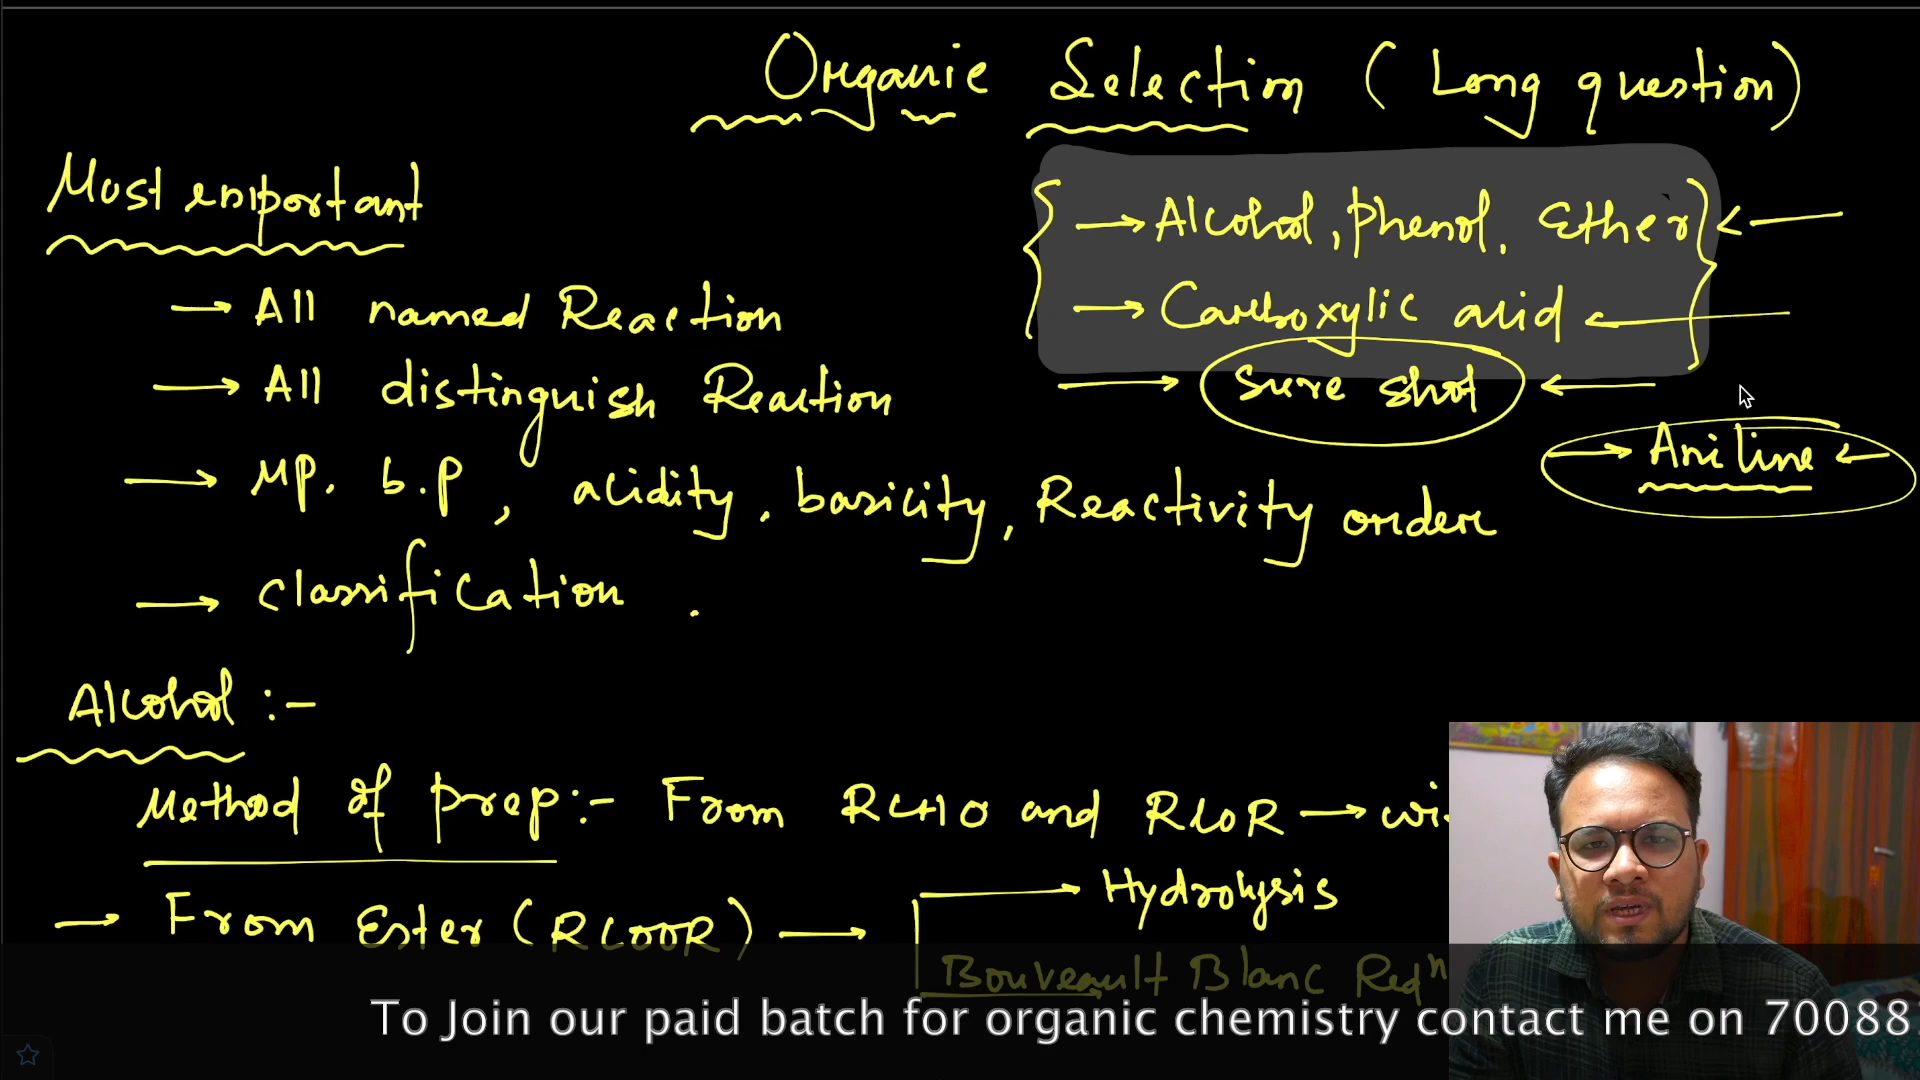 Organic Selection (Long question)
Most important
→ Alcohol, phenol, Ether ←
→ Carboxylic acid ←
→ All named Reaction
→ All distinguish Reaction
→ Sure shot ←
→ Aniline ←
→ MP. b.p, acidity, basicity, Reactivity order
→ classification.
Alcohol :-
Method of prep:- From RCHO and RCOR →
→ From Ester (RCOOR) → Hydrolysis
Bouveault Blanc Redⁿ
To Join our paid batch for organic chemistry contact me on 70088